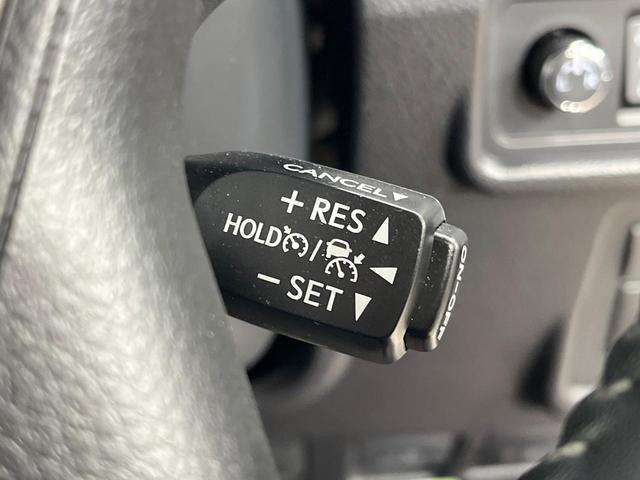 CANCEL▼
+ RES ▲
HOLD / ◀
− SET ▼
ON-OFF